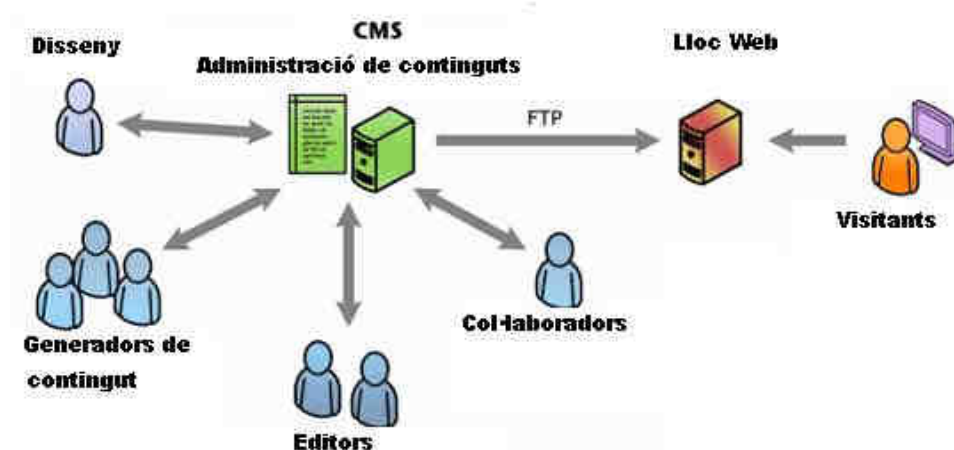 CMS
Disseny
Administració de continguts
Lloc Web
FTP
Visitants
Col·laboradors
Generadors de
contingut
Editors